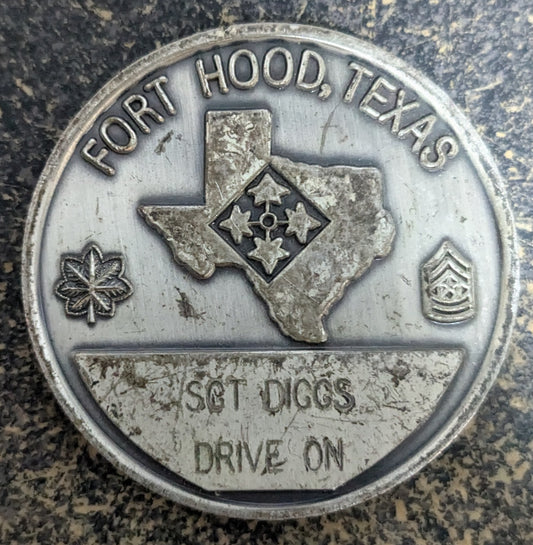 FORT HOOD, TEXAS
SGT DIGGS
DRIVE ON